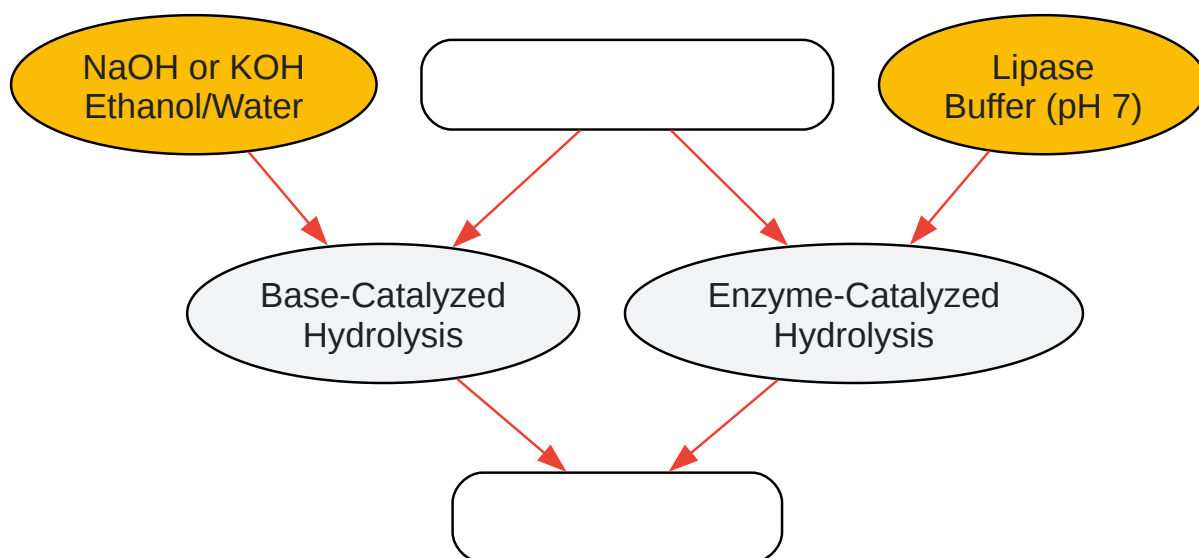 NaOH or KOH
Ethanol/Water
Lipase
Buffer (pH 7)
Base-Catalyzed
Hydrolysis
Enzyme-Catalyzed
Hydrolysis